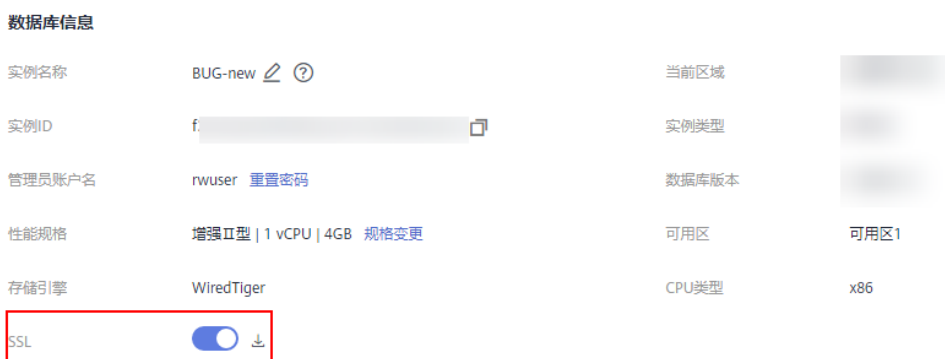 数据库信息
实例名称 BUG-new 当前区域
实例ID 实例类型
管理员账户名 rwuser 重置密码 数据库版本
性能规格 增强II型 | 1 vCPU | 4GB 规格变更 可用区 可用区1
存储引擎 WiredTiger CPU类型 x86
SSL